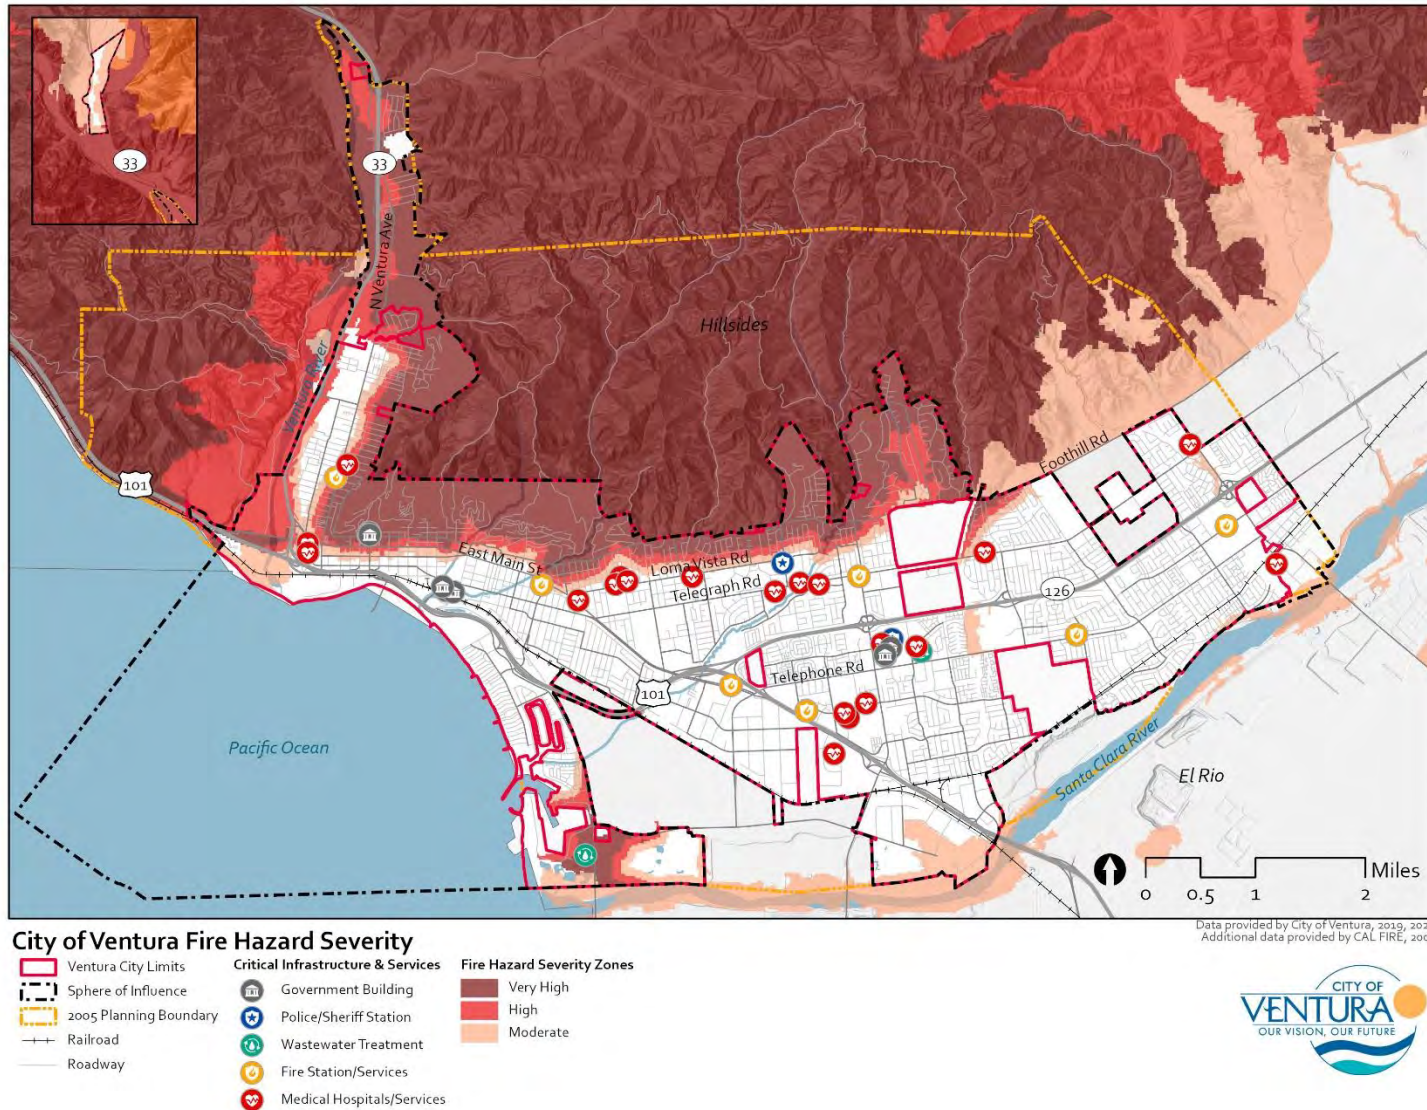 33
33
N Ventura Ave
Hillsides
Ventura River
101
Foothill Rd
East Main St
Loma Vista Rd
Telegraph Rd
126
Telephone Rd
101
Pacific Ocean
Santa Clara River
El Rio
0 0.5 1 2 Miles
Data provided by City of Ventura, 2019,
Additional data provided by CAL FIRE,
City of Ventura Fire Hazard Severity
Ventura City Limits
Sphere of Influence
2005 Planning Boundary
Railroad
Roadway
Critical Infrastructure & Services
Government Building
Police/Sheriff Station
Wastewater Treatment
Fire Station/Services
Medical Hospitals/Services
Fire Hazard Severity Zones
Very High
High
Moderate
CITY OF
VENTURA
OUR VISION, OUR FUTURE